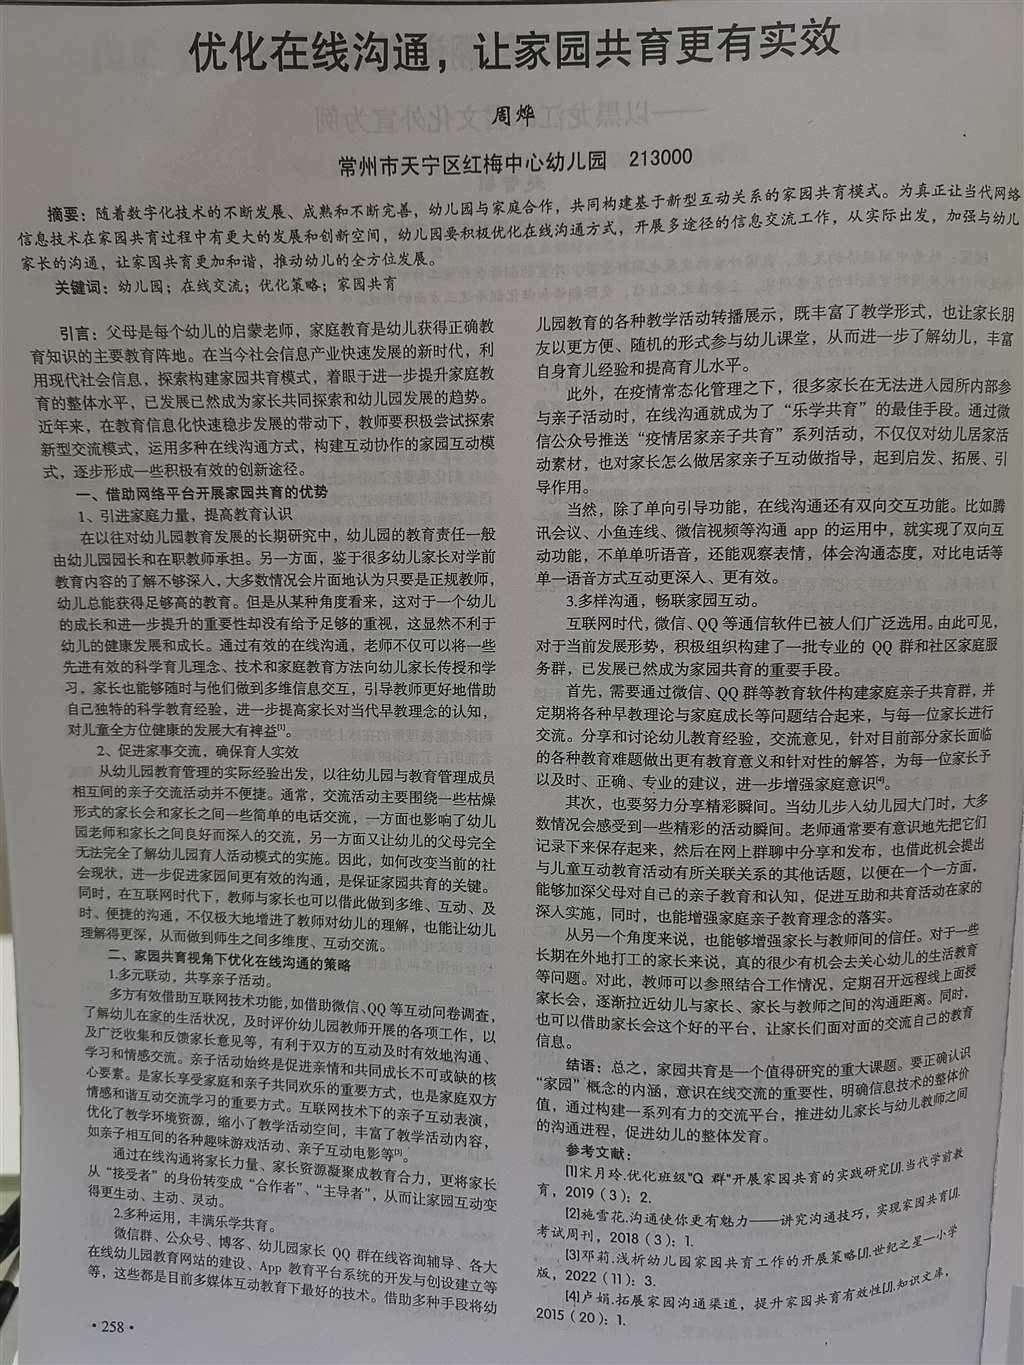 优化在线沟通，让家园共育更有实效
周烨
常州市天宁区红梅中心幼儿园 213000
摘要：随着数字化技术的不断发展、成熟和不断完善，幼儿园与家庭合作，共同构建基于新型互动关系的家园共育模式。为真正让当代网络
信息技术在家园共育过程中有更大的发展和创新空间，幼儿园要积极优化在线沟通方式，开展多途径的信息交流工作，从实际出发，加强与幼儿
家长的沟通，让家园共育更加和谐，推动幼儿的全方位发展。
关键词：幼儿园；在线交流；优化策略；家园共育
引言：父母是每个幼儿的启蒙老师，家庭教育是幼儿获得正确教
育知识的主要教育阵地。在当今社会信息产业快速发展的新时代，利
用现代社会信息，探索构建家园共育模式，着眼于进一步提升家庭教
育的整体水平，已发展已然成为家长共同探索和幼儿园发展的趋势。
近年来，在教育信息化快速稳步发展的带动下，教师要积极尝试探索
新型交流模式，运用多种在线沟通方式，构建互动协作的家园互动模
式，逐步形成一些积极有效的创新途径。
一、借助网络平台开展家园共育的优势
1、引进家庭力量，提高教育认识
在以往对幼儿园教育发展的长期研究中，幼儿园的教育责任一般
由幼儿园园长和在职教师承担。另一方面，鉴于很多幼儿家长对学前
教育内容的了解不够深入，大多数情况会片面地认为只要是正规教师，
幼儿总能获得足够高的教育。但是从某种角度看来，这对于一个幼儿
的成长和进一步提升的重要性却没有给予足够的重视，这显然不利于
幼儿的健康发展和成长。通过有效的在线沟通，老师不仅可以将一些
先进有效的科学育儿理念、技术和家庭教育方法向幼儿家长传授和学
习，家长也能够随时与他们做到多维信息交互，引导教师更好地借助
自己独特的科学教育经验，进一步提高家长对当代早教理念的认知，
对儿童全方位健康的发展大有裨益[1]。
2、促进家事交流，确保育人实效
从幼儿园教育管理的实际经验出发，以往幼儿园与教育管理成员
相互间的亲子交流活动并不便捷。通常，交流活动主要围绕一些枯燥
形式的家长会和家长之间一些简单的电话交流，一方面也影响了幼儿
园老师和家长之间良好而深入的交流，另一方面又让幼儿的父母完全
无法完全了解幼儿园育人活动模式的实施。因此，如何改变当前的社
会现状，进一步促进家园间更有效的沟通，是保证家园共育的关键。
同时，在互联网时代下，教师与家长也可以借此做到多维、互动、及
时、便捷的沟通，不仅极大地增进了教师对幼儿的理解，也能让幼儿
理解得更深，从而做到师生之间多维度、互动交流。
二、家园共育视角下优化在线沟通的策略
1.多元联动，共享亲子活动。
多方有效借助互联网技术功能，如借助微信、QQ 等互动问卷调查，
了解幼儿在家的生活状况，及时评价幼儿园教师开展的各项工作，以
及广泛收集和反馈家长意见等，有利于双方的互动及时有效地沟通、
学习和情感交流。亲子活动始终是促进亲情和共同成长不可或缺的核
心要素。是家长享受家庭和亲子共同欢乐的重要方式，也是家庭双方
情感和谐互动交流学习的重要方式。互联网技术下的亲子互动表演，
优化了教学环境资源，缩小了教学活动空间，丰富了教学活动内容，
如亲子相互间的各种趣味游戏活动、亲子互动电影等[3]。
通过在线沟通将家长力量、家长资源凝聚成教育合力，更将家长
从“接受者”的身份转变成“合作者”、“主导者”，从而让家园互动变
得更生动、主动、灵动。
2.多种运用，丰满乐学共育。
微信群、公众号、博客、幼儿园家长 QQ 群在线咨询辅导、各大
在线幼儿园教育网站的建设、App 教育平台系统的开发与创设建立等
等，这些都是目前多媒体互动教育下最好的技术。借助多种手段将幼
·258·
儿园教育的各种教学活动转播展示，既丰富了教学形式，也让家长朋
友以更方便、随机的形式参与幼儿课堂，从而进一步了解幼儿，丰富
自身育儿经验和提高育儿水平。
此外，在疫情常态化管理之下，很多家长在无法进入园所内部参
与亲子活动时，在线沟通就成为了“乐学共育”的最佳手段。通过微
信公众号推送“疫情居家亲子共育”系列活动，不仅仅对幼儿居家活
动素材，也对家长怎么做居家亲子互动做指导，起到启发、拓展、引
导作用。
当然，除了单向引导功能，在线沟通还有双向交互功能。比如腾
讯会议、小鱼连线、微信视频等沟通 app 的运用中，就实现了双向互
动功能，不单单听语音，还能观察表情，体会沟通态度，对比电话等
单一语音方式互动更深入、更有效。
3.多样沟通，畅联家园互动。
互联网时代，微信、QQ 等通信软件已被人们广泛选用。由此可见，
对于当前发展形势，积极组织构建了一批专业的 QQ 群和社区家庭服
务群，已发展已然成为家园共育的重要手段。
首先，需要通过微信、QQ 群等教育软件构建家庭亲子共育群，并
定期将各种早教理论与家庭成长等问题结合起来，与每一位家长进行
交流。分享和讨论幼儿教育经验，交流意见，针对目前部分家长面临
的各种教育难题做出更有教育意义和针对性的解答，为每一位家长予
以及时、正确、专业的建议，进一步增强家庭意识[4]。
其次，也要努力分享精彩瞬间。当幼儿步入幼儿园大门时，大多
数情况会感受到一些精彩的活动瞬间。老师通常要有意识地先把它们
记录下来保存起来，然后在网上群聊中分享和发布，也借此机会提出
与儿童互动教育活动有所关联关系的其他话题，以便在一个一方面，
能够加深父母对自己的亲子教育和认知，促进互助和共育活动在家的
深入实施，同时，也能增强家庭亲子教育理念的落实。
从另一个角度来说，也能够增强家长与教师间的信任。对于一些
长期在外地打工的家长来说，真的很少有机会去关心幼儿的生活教育
等问题。对此，教师可以参照结合工作情况，定期召开远程线上面授
家长会，逐渐拉近幼儿与家长、家长与教师之间的沟通距离。同时，
也可以借助家长会这个好的平台，让家长们面对面的交流自己的教育
信息。
结语：总之，家园共育是一个值得研究的重大课题。要正确认识
“家园”概念的内涵，意识在线交流的重要性，明确信息技术的整体价
值，通过构建一系列有力的交流平台，推进幼儿家长与幼儿教师之间
的沟通进程，促进幼儿的整体发育。
参考文献：
[1]宋月玲.优化班级"Q 群"开展家园共育的实践研究[J].当代学前教
育，2019（3）：2.
[2]施雪花.沟通使你更有魅力——讲究沟通技巧，实现家园共育[J].
考试周刊，2018（3）：1.
[3]邓莉.浅析幼儿园家园共育工作的开展策略[J].世纪之星—小学
版，2022（11）：3.
[4]卢娟.拓展家园沟通渠道，提升家园共育有效性[J].知识文库，
2015（20）：1.